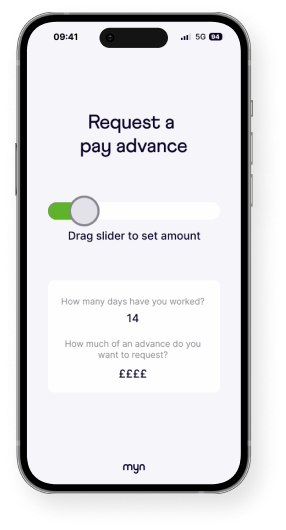 09:41 5G 94
Request a
pay advance
Drag slider to set amount
How many days have you worked?
14
How much of an advance do you
want to request?
££££
myn